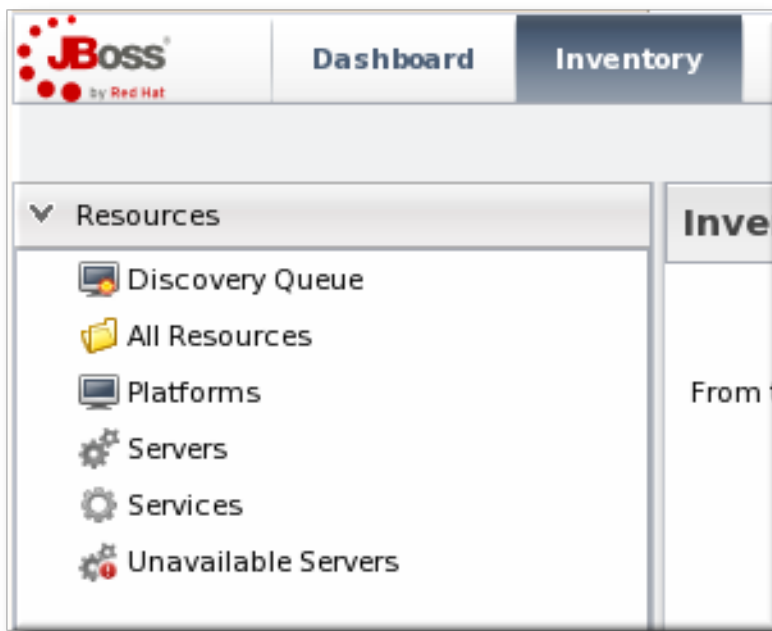 JBoss
by Red Hat
Dashboard
Inventory
Resources
Inve
Discovery Queue
All Resources
Platforms
From
Servers
Services
Unavailable Servers